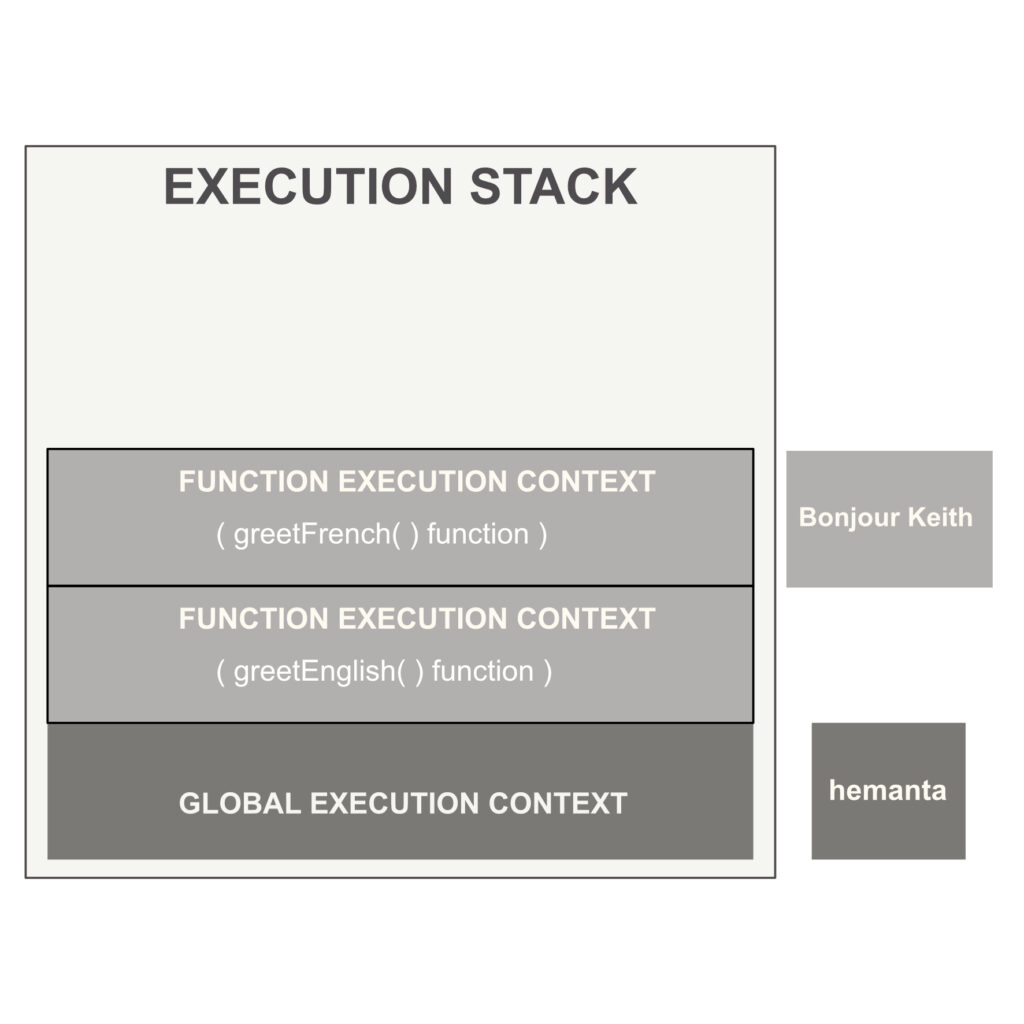 EXECUTION STACK
FUNCTION EXECUTION CONTEXT
( greetFrench( ) function )
Bonjour Keith
FUNCTION EXECUTION CONTEXT
( greetEnglish( ) function )
GLOBAL EXECUTION CONTEXT
hemanta